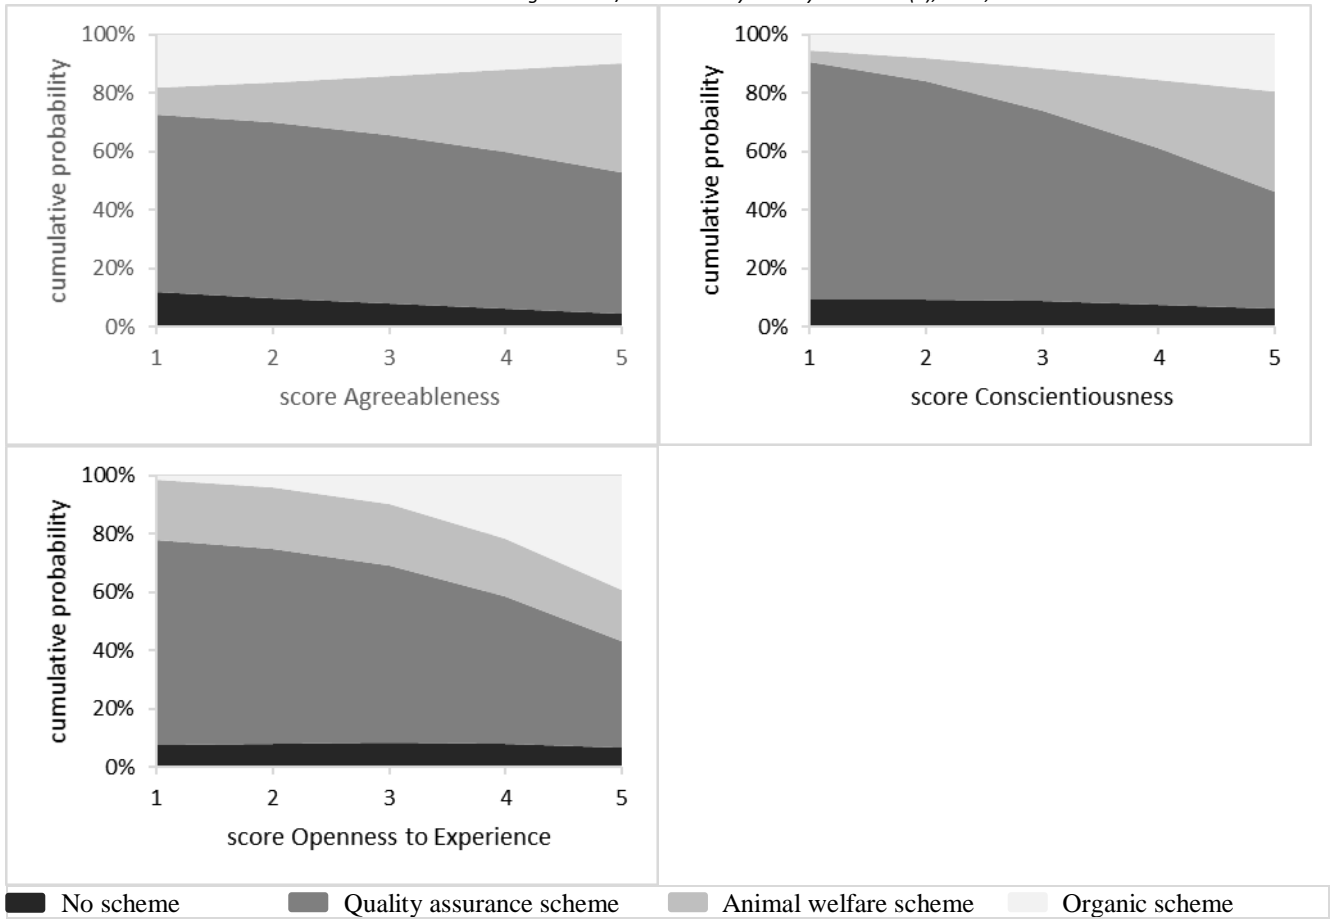 100%
80%
60%
40%
20%
0%
cumulative probability
1 2 3 4 5
score Agreeableness
100%
80%
60%
40%
20%
0%
cumulative probaility
1 2 3 4 5
score Conscientiousness
100%
80%
60%
40%
20%
0%
cumulative probability
1 2 3 4 5
score Openness to Experience
No scheme Quality assurance scheme Animal welfare scheme Organic scheme